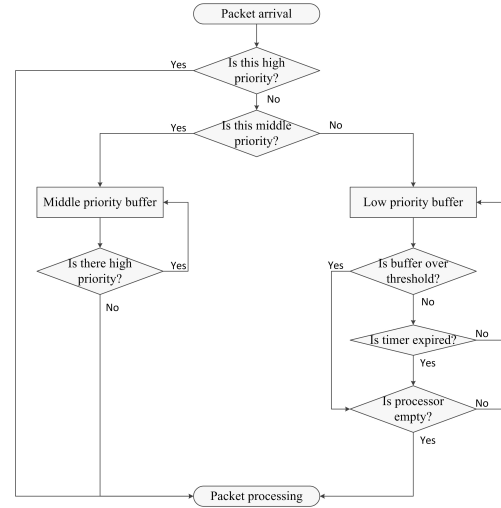 Packet arrival
Is this high
priority?
Yes
No
Is this middle
priority?
Yes
No
Middle priority buffer
Low priority buffer
Is there high
priority?
Yes
No
Is buffer over
threshold?
Yes
No
Is timer expired?
No
Yes
Is processor
empty?
No
Yes
Packet processing